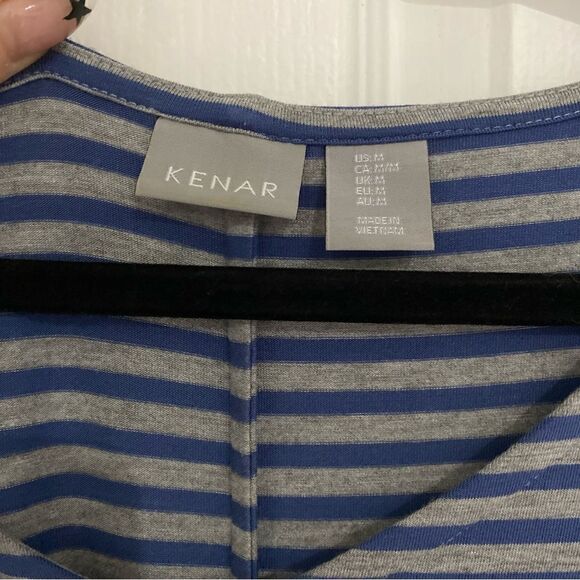 KENAR
US: M
CA: M/M
UK: M
EU: M
AU: M
MADE IN
VIETNAM